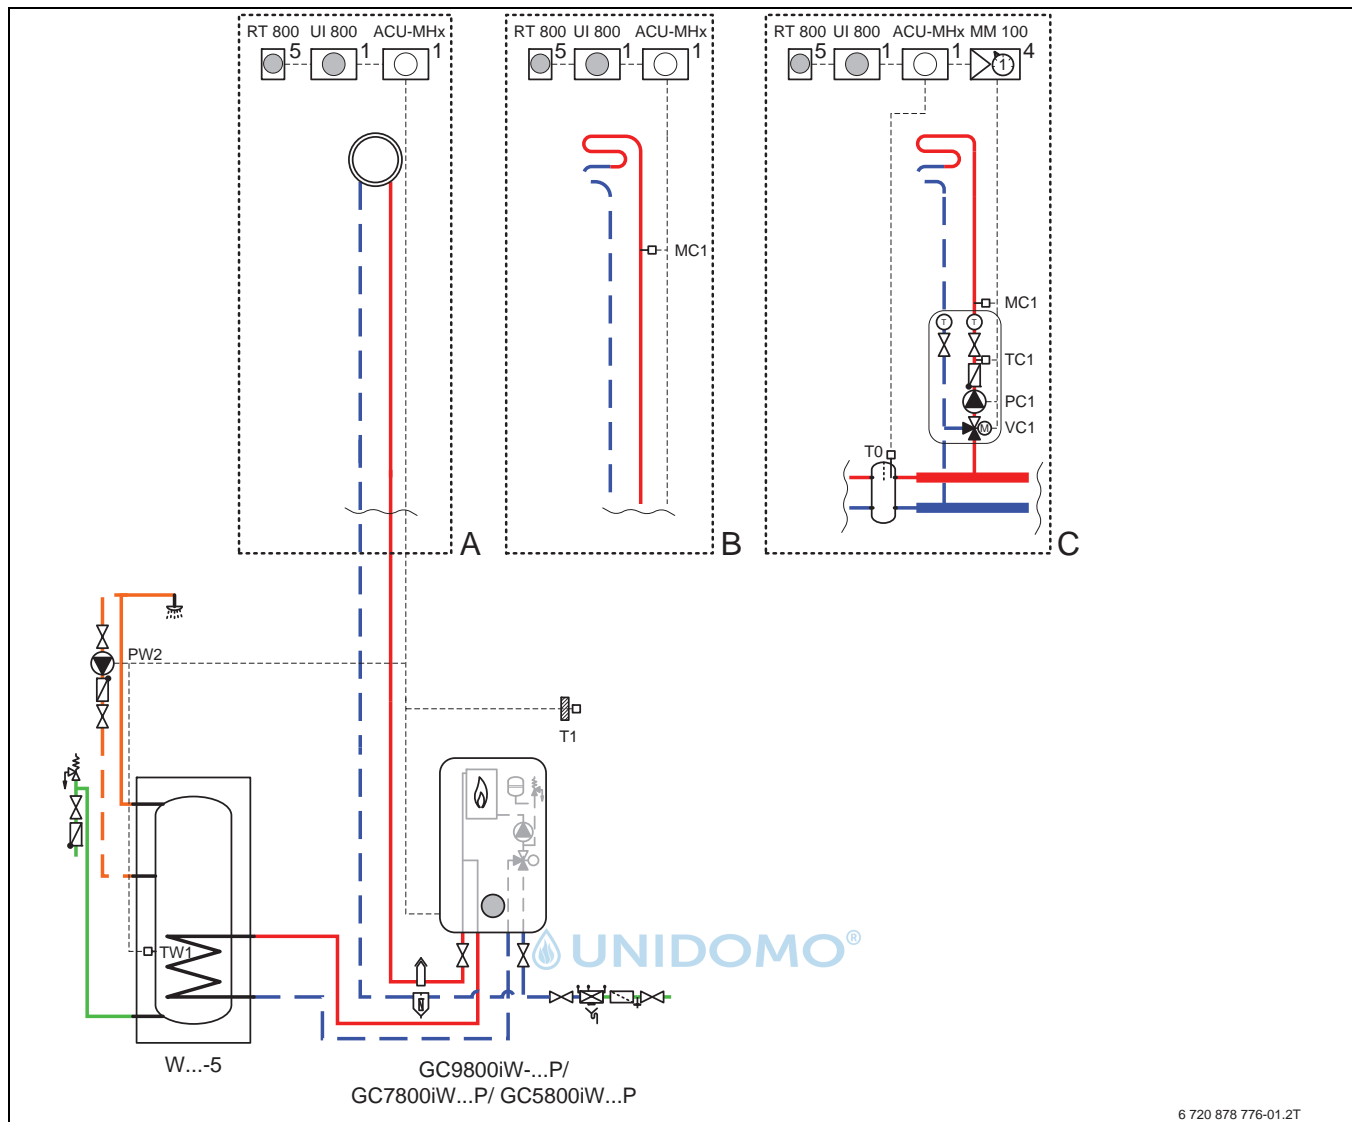 RT 800 UI 800 ACU-MHx
5 1 1
RT 800 UI 800 ACU-MHx
5 1 1
RT 800 UI 800 ACU-MHx MM 100
5 1 1 1 4
MC1
MC1
T T
TC1
PC1
M VC1
T0
A B C
PW2
T1
TW1
UNIDOMO®
W...-5
GC9800iW-...P/
GC7800iW...P/ GC5800iW...P
6 720 878 776-01.2T